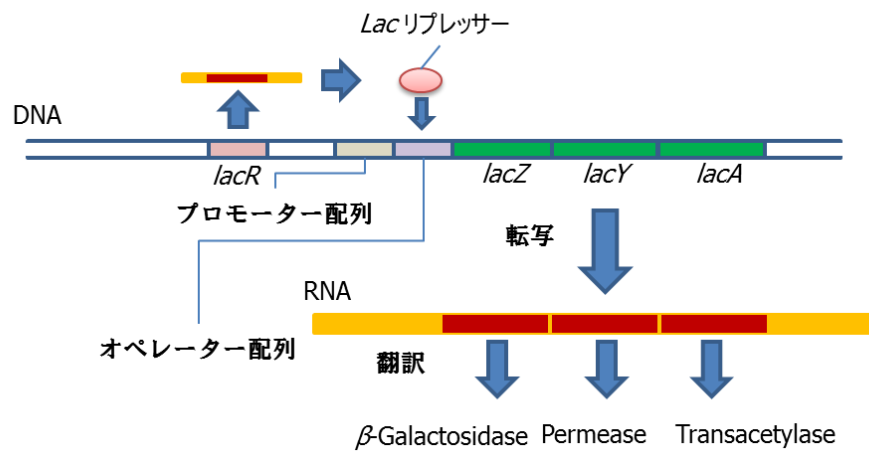 Lac リプレッサー
DNA
lacR
lacZ
lacY
lacA
プロモーター配列
転写
RNA
オペレーター配列
翻訳
β-Galactosidase
Permease
Transacetylase